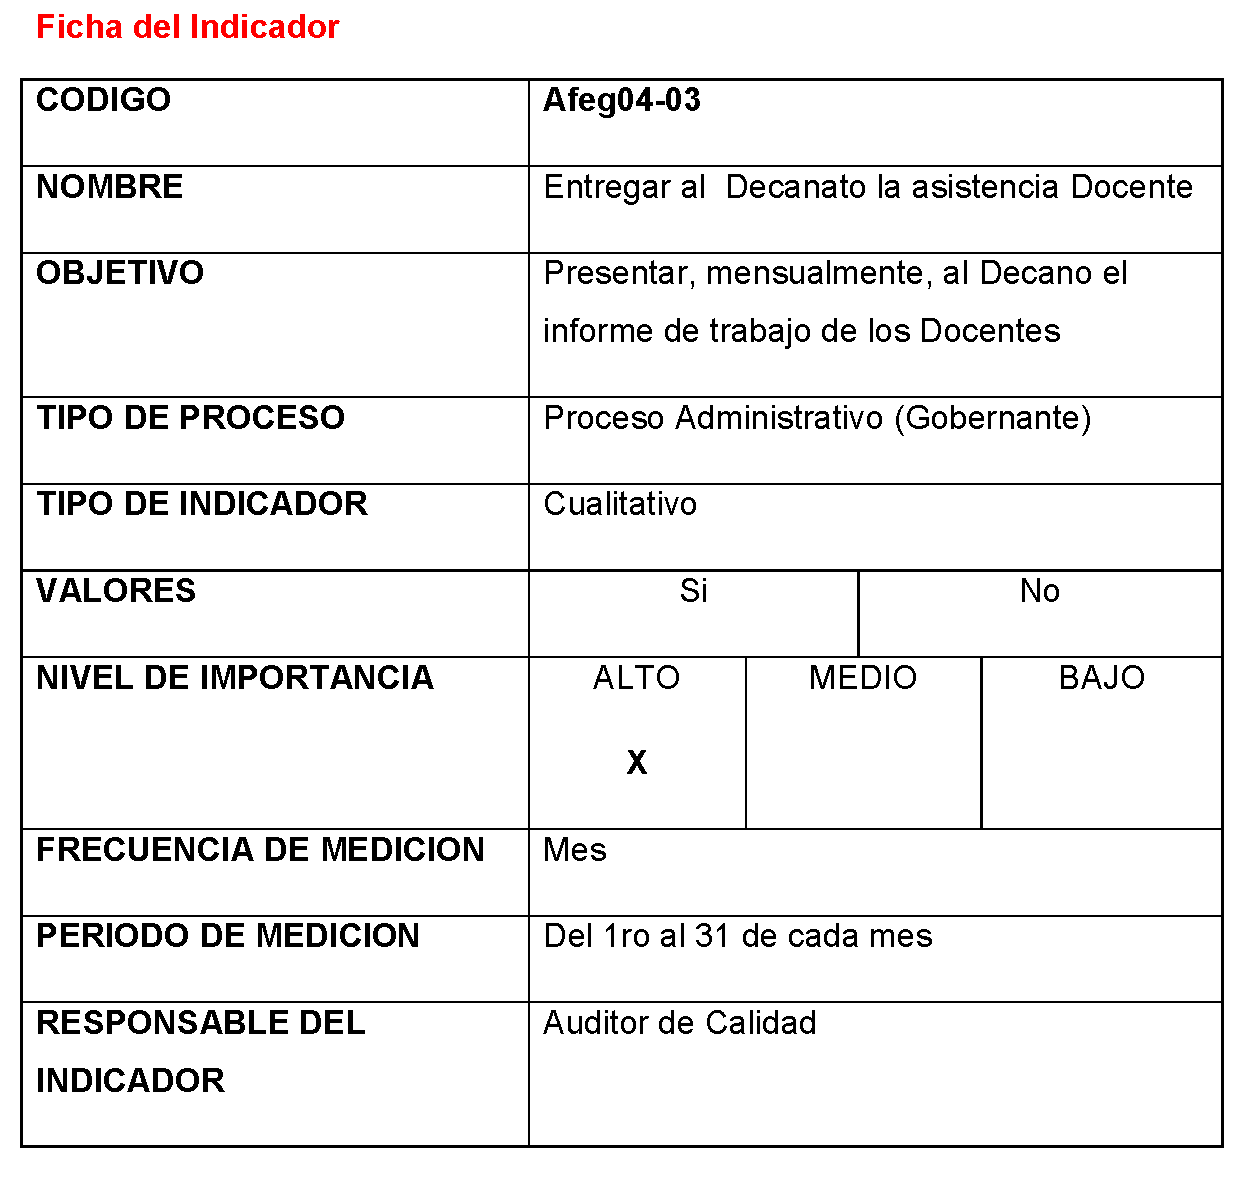 Ficha del Indicador
CODIGO Afeg04-03
NOMBRE Entregar al  Decanato la asistencia Docente
OBJETIVO Presentar, mensualmente, al Decano el
informe de trabajo de los Docentes
TIPO DE PROCESO Proceso Administrativo (Gobernante)
TIPO DE INDICADOR Cualitativo
VALORES Si No
NIVEL DE IMPORTANCIA ALTO MEDIO BAJO
X
FRECUENCIA DE MEDICION Mes
PERIODO DE MEDICION Del 1ro al 31 de cada mes
RESPONSABLE DEL Auditor de Calidad
INDICADOR